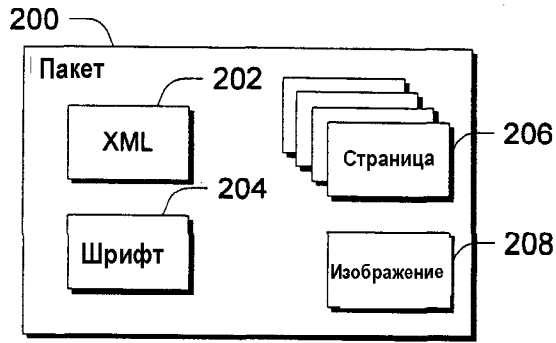 200
Пакет
202
XML
206
Страница
204
Шрифт
208
Изображение